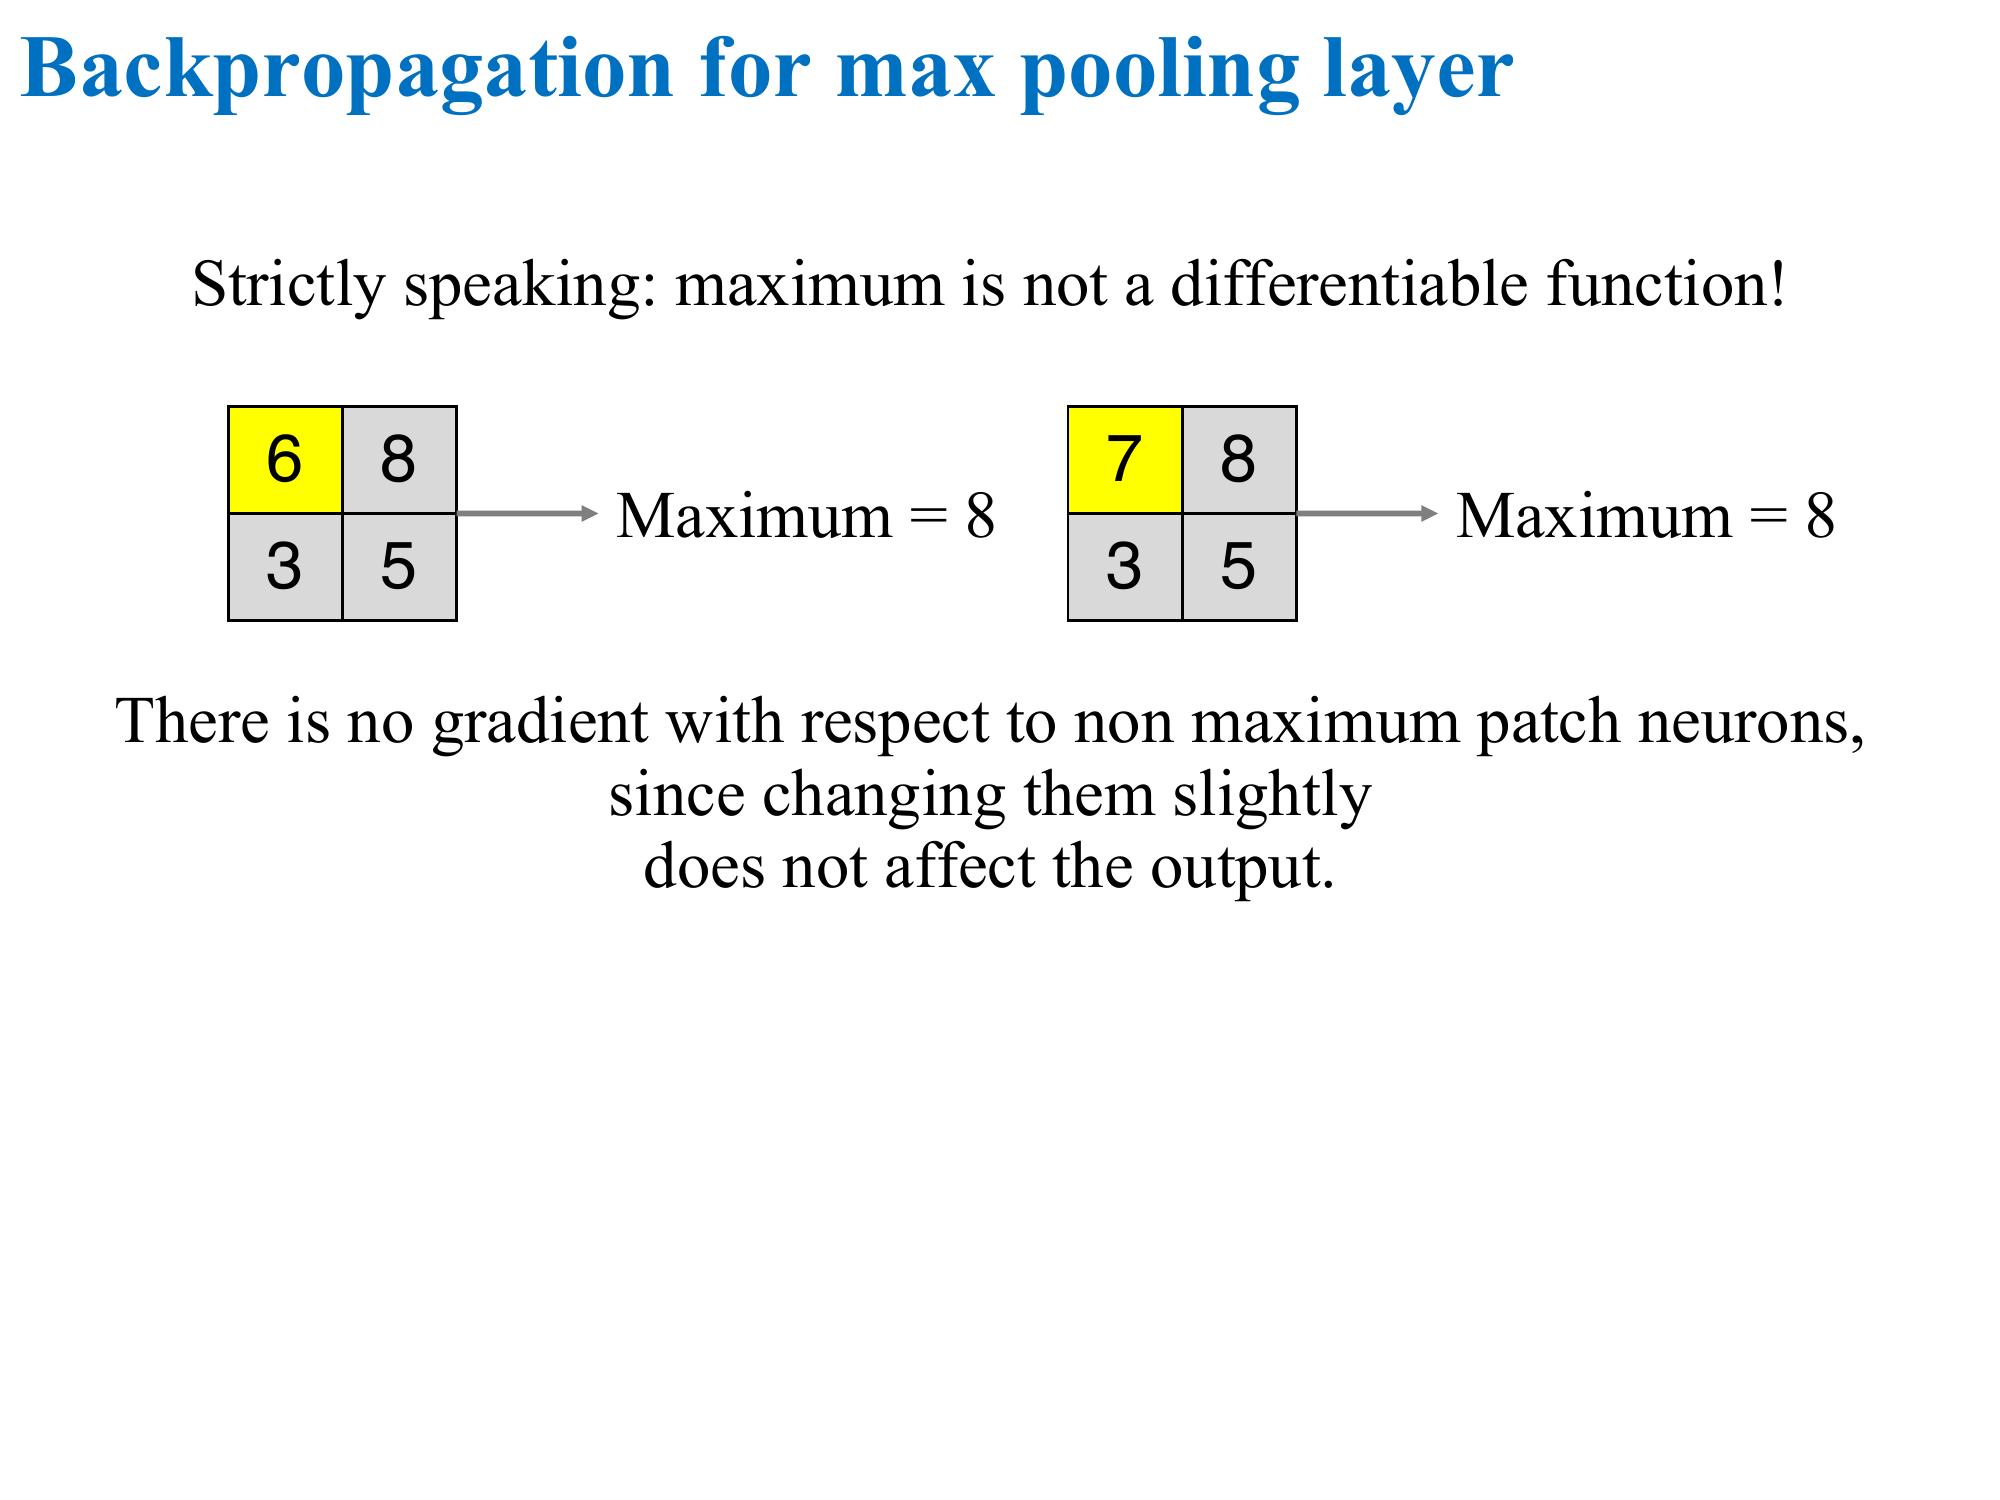 Backpropagation for max pooling layer
Strictly speaking: maximum is not a differentiable function!
6 8
3 5
Maximum = 8
7 8
3 5
Maximum = 8
There is no gradient with respect to non maximum patch neurons,
since changing them slightly
does not affect the output.